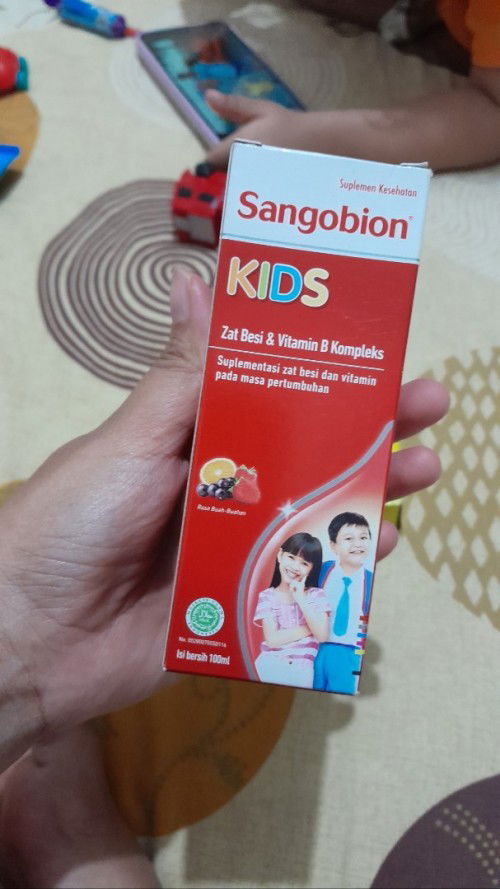 Suplemen Kesehatan
Sangobion®
KIDS
Zat Besi & Vitamin B Kompleks
Suplementasi zat besi dan vitamin
pada masa pertumbuhan
Rasa Buah-Buahan
Isi bersih 100ml